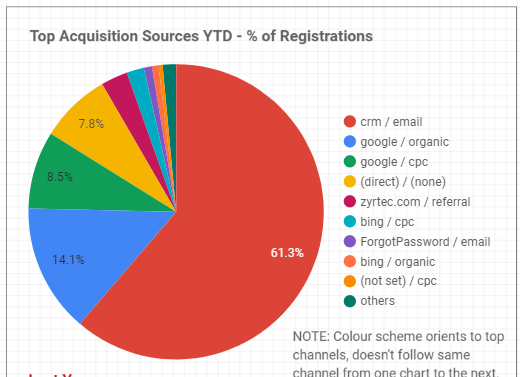 Top Acquisition Sources YTD - % of Registrations
7.8%
8.5%
14.1%
61.3%
crm / email
google / organic
google / cpc
(direct) / (none)
zyrtec.com / referral
bing / cpc
ForgotPassword / email
bing / organic
(not set) / cpc
others
NOTE: Colour scheme orients to top
channels, doesn't follow same
channel from one chart to the next.